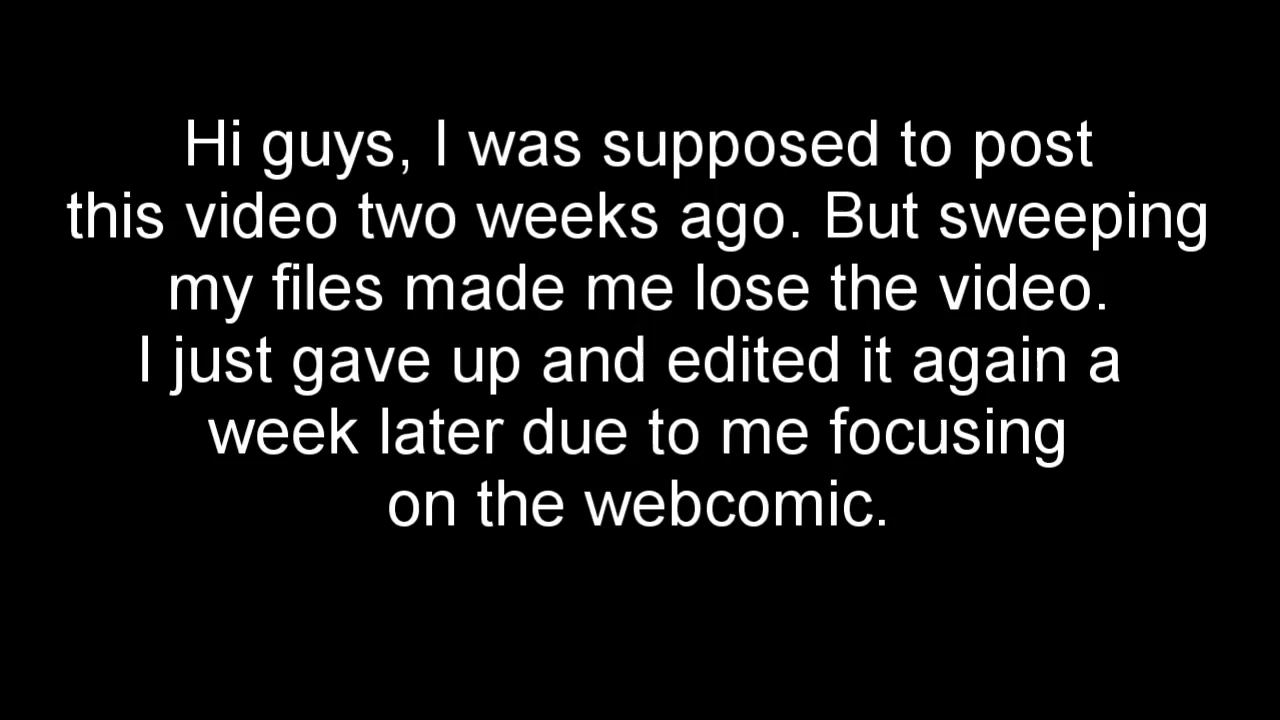 Hi guys, I was supposed to post
this video two weeks ago. But sweeping
my files made me lose the video.
I just gave up and edited it again a
week later due to me focusing
on the webcomic.